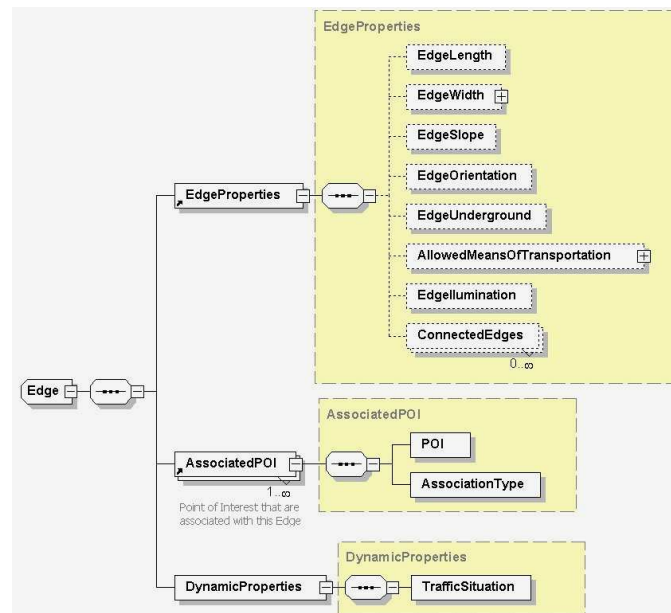 EdgeProperties
EdgeLength
EdgeWidth
EdgeSlope
EdgeOrientation
EdgeProperties
EdgeUnderground
AllowedMeansOfTransportation
EdgeIlumination
ConnectedEdges
0..∞
Edge
AssociatedPOI
POI
AssociatedPOI
AssociationType
1..∞
Point of Interest that are
associated with this Edge
DynamicProperties
DynamicProperties
TrafficSituation